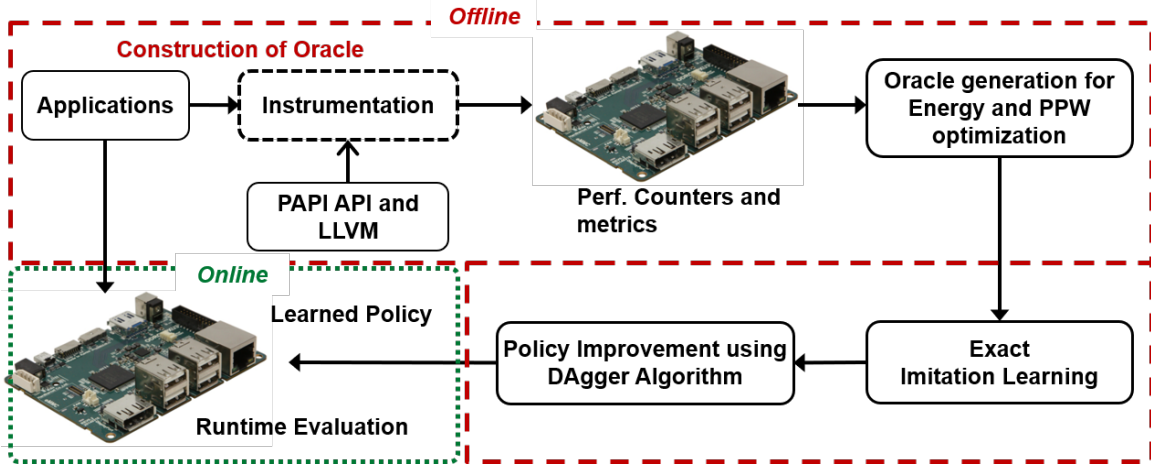 Offline
Construction of Oracle
Applications
Instrumentation
PAPI API and
LLVM
Perf. Counters and
metrics
Oracle generation for
Energy and PPW
optimization
Online
Learned Policy
Runtime Evaluation
Policy Improvement using
DAgger Algorithm
Exact
Imitation Learning